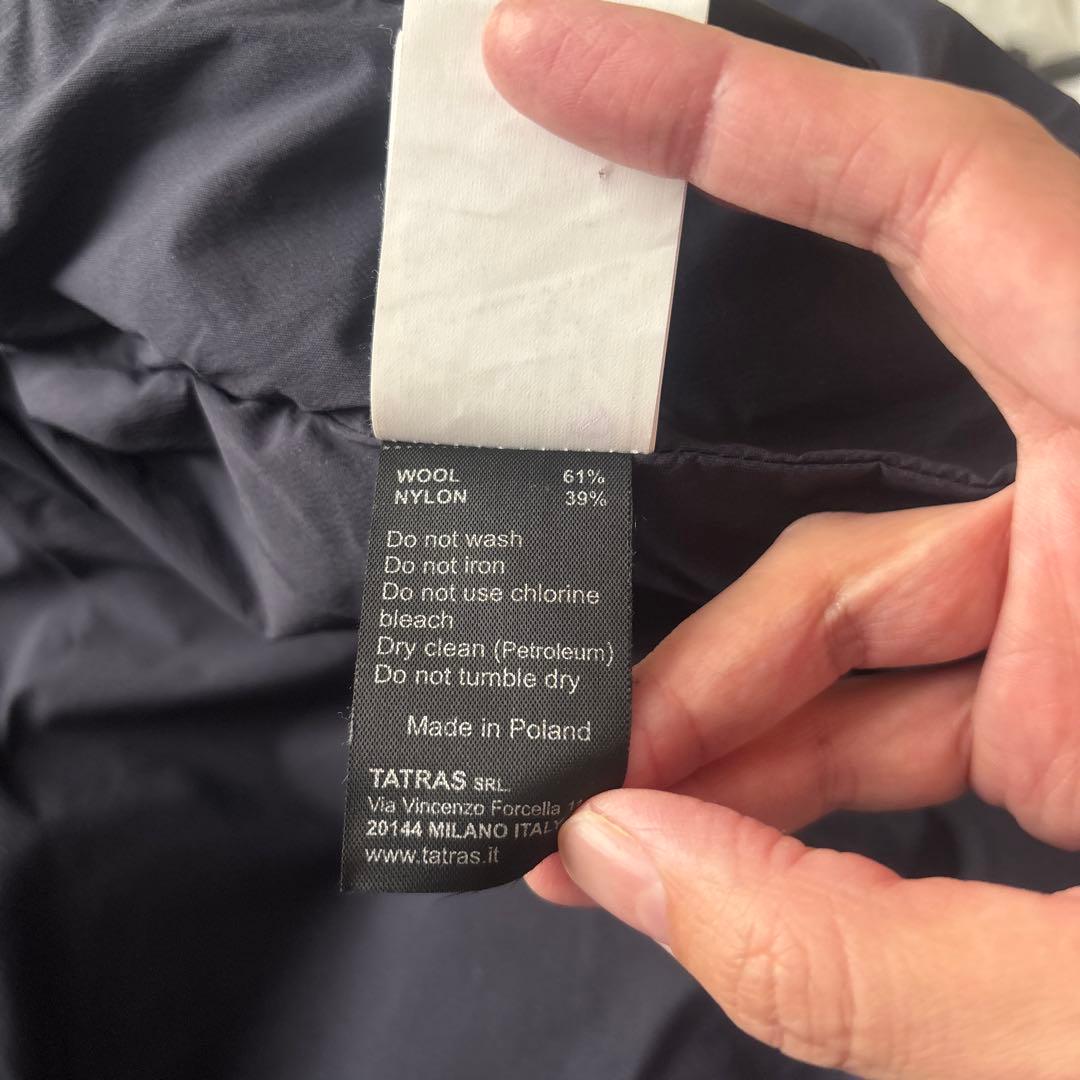 WOOL 61%
NYLON 39%
Do not wash
Do not iron
Do not use chlorine
bleach
Dry clean (Petroleum)
Do not tumble dry
Made in Poland
TATRAS SRL.
Via Vincenzo Forcella
20144 MILANO ITALY
www.tatras.it